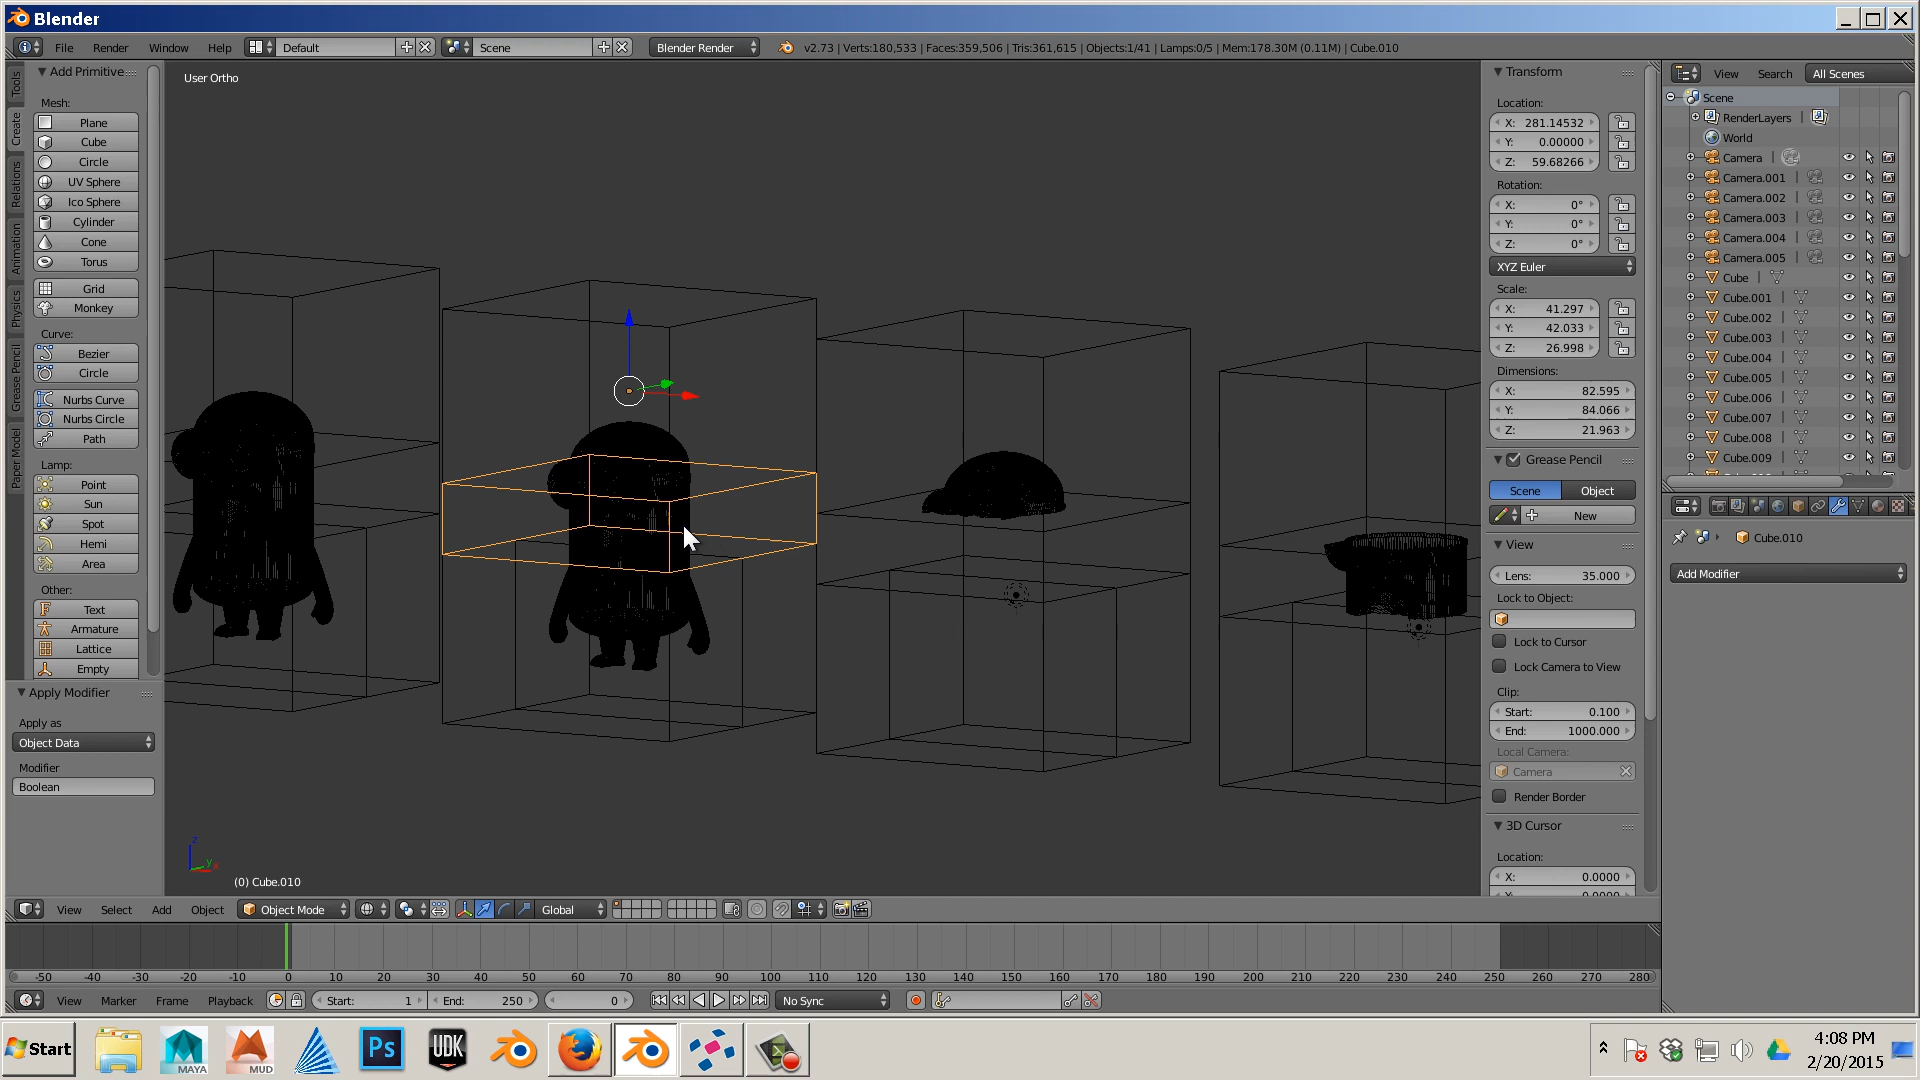 Blender
File Render Window Help Default Scene Blender Render v2.73 | Verts:180,533 | Faces:359,506 | Tris:361,615 | Objects:1/41 | Lamps:0/5 | Mem:178.30M (0.11M) | Cube.010
Tools
Create
Relations
Animation
Physics
Grease Pencil
Paper Model
Add Primitive
Mesh:
Plane
Cube
Circle
UV Sphere
Ico Sphere
Cylinder
Cone
Torus
Grid
Monkey
Curve:
Bezier
Circle
Nurbs Curve
Nurbs Circle
Path
Lamp:
Point
Sun
Spot
Hemi
Area
Other:
Text
Armature
Lattice
Empty
Apply Modifier
Apply as
Object Data
Modifier
Boolean
User Ortho
z
y
x
(0) Cube.010
Transform
Location:
X: 281.14532
Y: 0.00000
Z: 59.68266
Rotation:
X: 0°
Y: 0°
Z: 0°
XYZ Euler
Scale:
X: 41.297
Y: 42.033
Z: 26.998
Dimensions:
X: 82.595
Y: 84.066
Z: 21.963
Grease Pencil
Scene Object
New
View
Lens: 35.000
Lock to Object:
Lock to Cursor
Lock Camera to View
Clip:
Start: 0.100
End: 1000.000
Local Camera:
Camera
Render Border
3D Cursor
Location:
X: 0.0000
View Search All Scenes
Scene
RenderLayers
World
Camera
Camera.001
Camera.002
Camera.003
Camera.004
Camera.005
Cube
Cube.001
Cube.002
Cube.003
Cube.004
Cube.005
Cube.006
Cube.007
Cube.008
Cube.009
Cube.010
Add Modifier
View Select Add Object Object Mode Global
-50 -40 -30 -20 -10 0 10 20 30 40 50 60 70 80 90 100 110 120 130 140 150 160 170 180 190 200 210 220 230 240 250 260 270 280
View Marker Frame Playback Start: 1 End: 250 0 No Sync
Start MAYA MUD Ps UDK
4:08 PM
2/20/2015